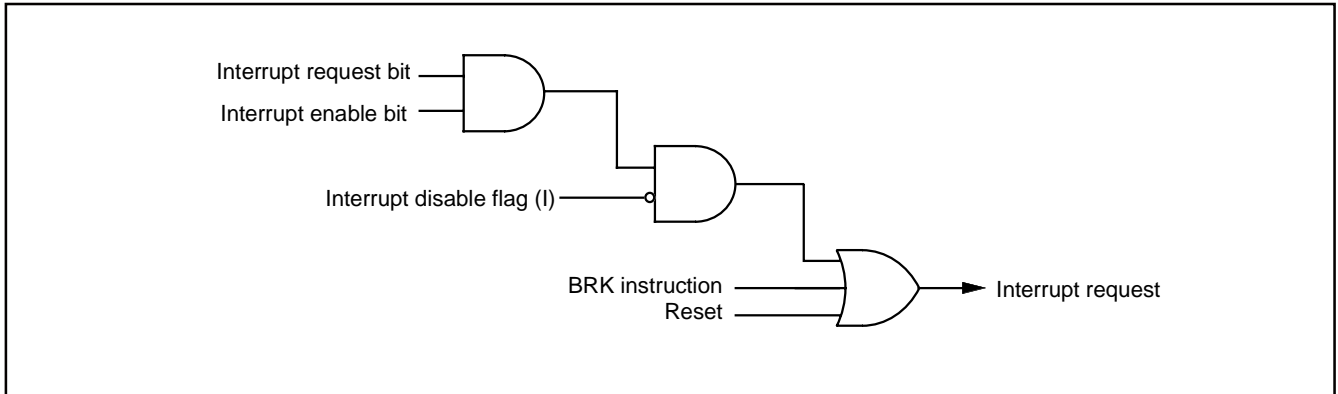 Interrupt request bit
Interrupt enable bit
Interrupt disable flag (I)
BRK instruction
Reset
Interrupt request